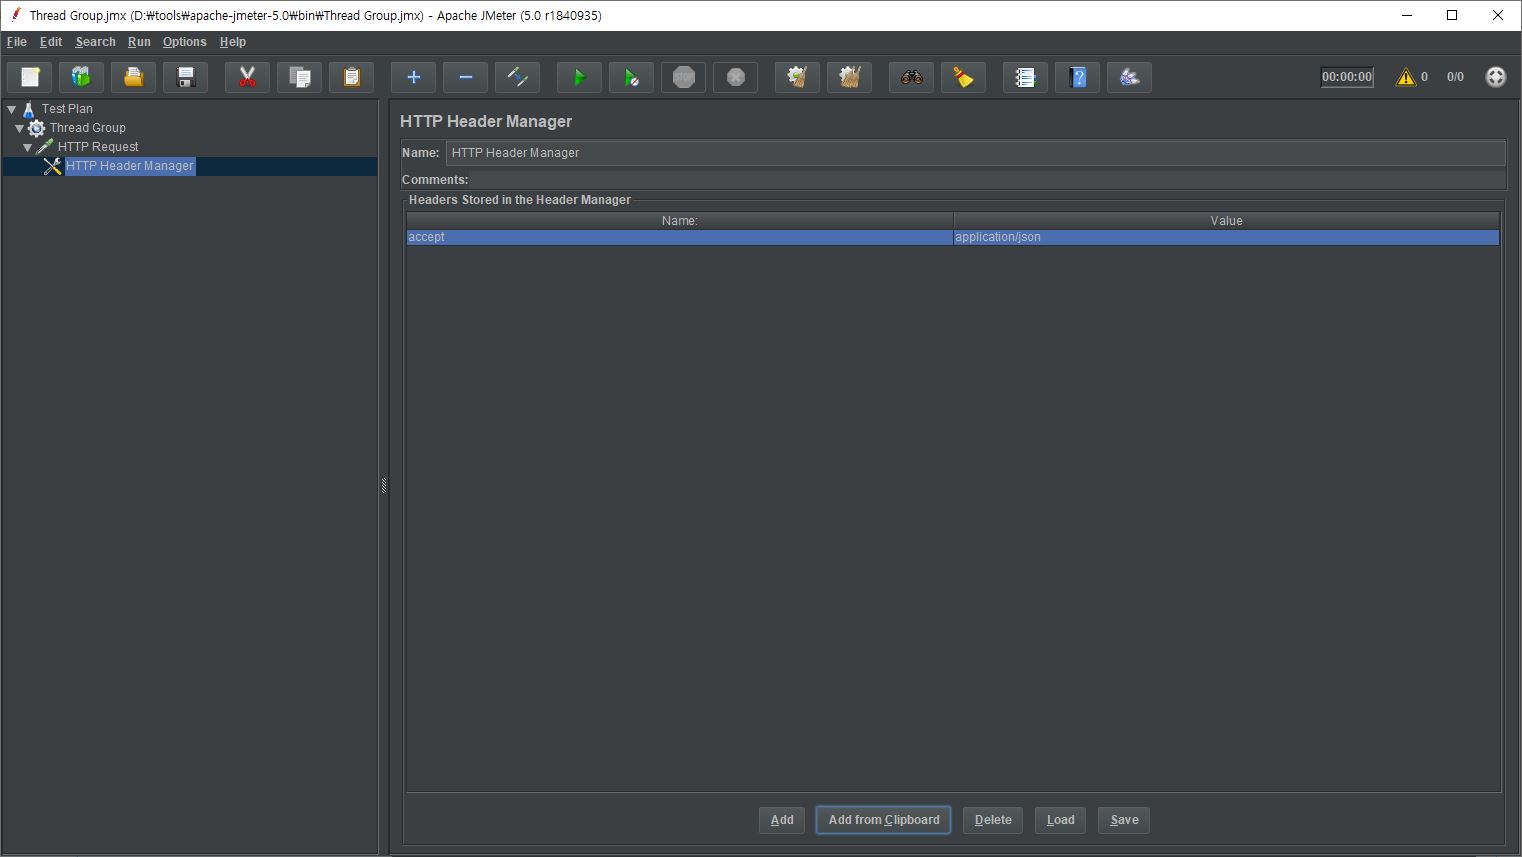 Thread Group.jmx (D:₩tools₩apache-jmeter-5.0₩bin₩Thread Group.jmx) - Apache JMeter (5.0 r1840935)
File Edit Search Run Options Help
STOP
00:00:00 0 0/0
Test Plan
Thread Group
HTTP Request
HTTP Header Manager
HTTP Header Manager
Name: HTTP Header Manager
Comments:
Headers Stored in the Header Manager
Name: Value
accept application/json
Add Add from Clipboard Delete Load Save